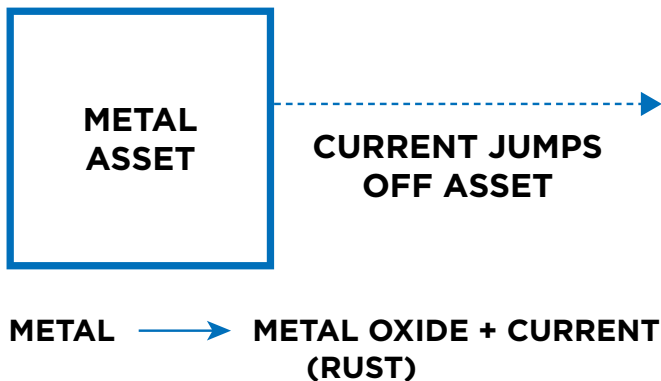 METAL
ASSET
CURRENT JUMPS
OFF ASSET
METAL METAL OXIDE + CURRENT
(RUST)